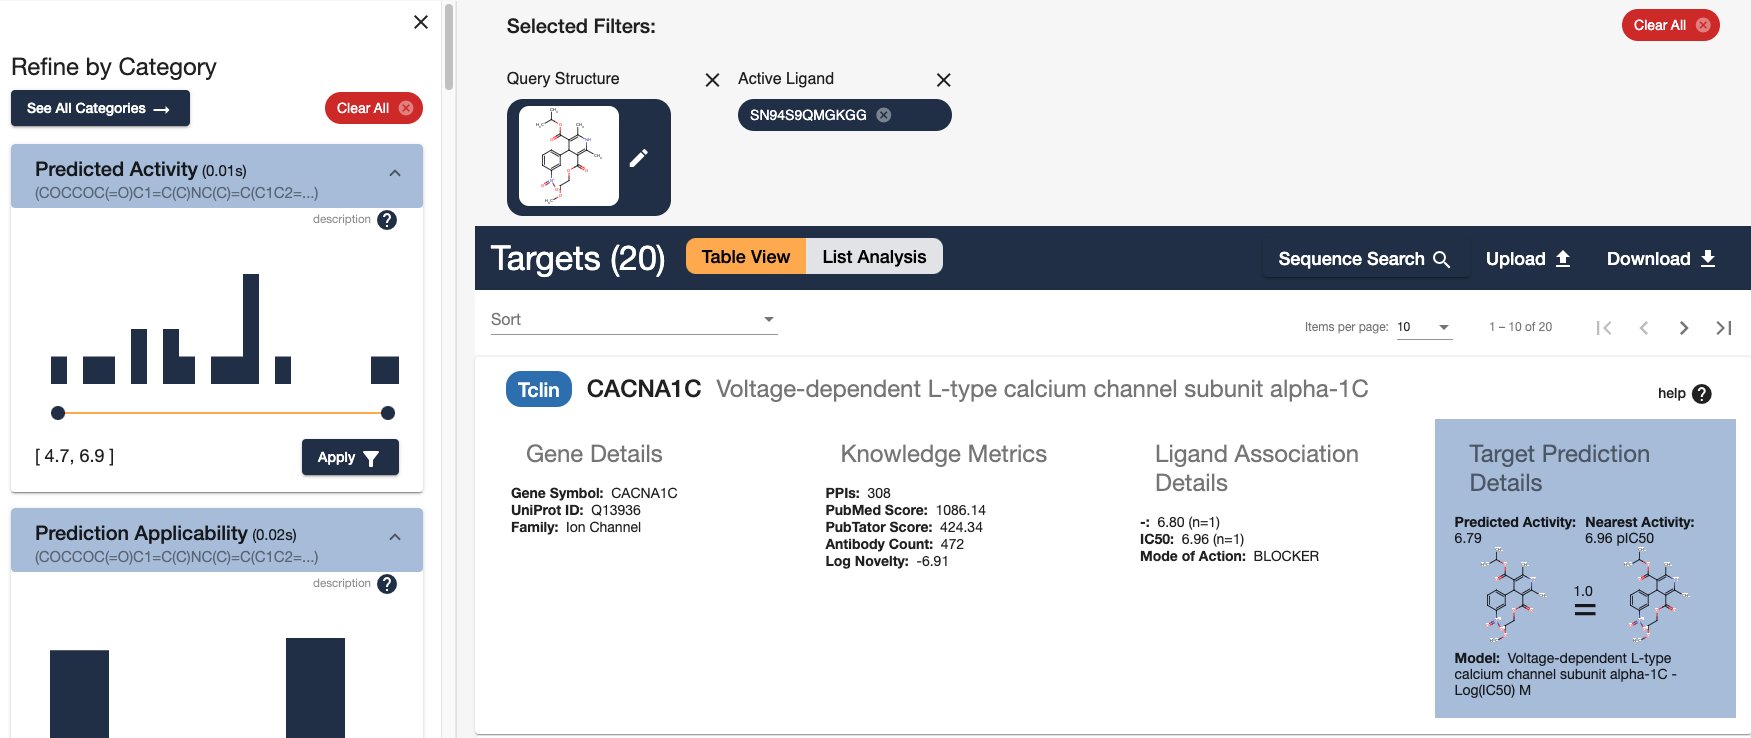 Refine by Category
See All Categories →
Clear All
Predicted Activity (0.01s)
(COCCOC(=O)C1=C(C)NC(C)=C(C1C2=...)
description ?
[ 4.7, 6.9 ]
Apply
Prediction Applicability (0.02s)
(COCCOC(=O)C1=C(C)NC(C)=C(C1C2=...)
description ?
Selected Filters:
Clear All
Query Structure
Active Ligand
SN94S9QMGKGG
Targets (20)
Table View
List Analysis
Sequence Search
Upload
Download
Sort
Items per page: 10
1 – 10 of 20
Tclin CACNA1C Voltage-dependent L-type calcium channel subunit alpha-1C
help ?
Gene Details
Gene Symbol: CACNA1C
UniProt ID: Q13936
Family: Ion Channel
Knowledge Metrics
PPIs: 308
PubMed Score: 1086.14
PubTator Score: 424.34
Antibody Count: 472
Log Novelty: -6.91
Ligand Association
Details
-: 6.80 (n=1)
IC50: 6.96 (n=1)
Mode of Action: BLOCKER
Target Prediction
Details
Predicted Activity:
6.79
Nearest Activity:
6.96 pIC50
1.0
=
Model: Voltage-dependent L-type
calcium channel subunit alpha-1C -
Log(IC50) M